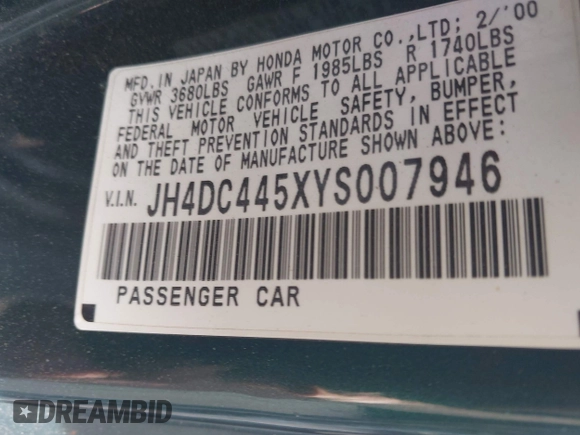 MFD. IN JAPAN BY HONDA MOTOR CO.,LTD; 2/'00
GVWR 3680LBS GAWR F 1985LBS R 1740LBS
THIS VEHICLE CONFORMS TO ALL APPLICABLE
FEDERAL MOTOR VEHICLE SAFETY, BUMPER,
AND THEFT PREVENTION STANDARDS IN EFFECT
ON THE DATE OF MANUFACTURE SHOWN ABOVE:
V.I.N. JH4DC445XYS007946
PASSENGER CAR
DREAMBID